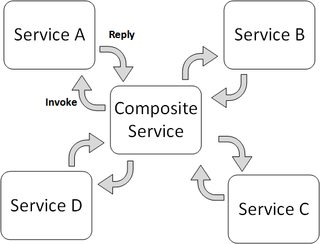 Service A
Reply
Service B
Invoke
Composite
Service
Service D
Service C